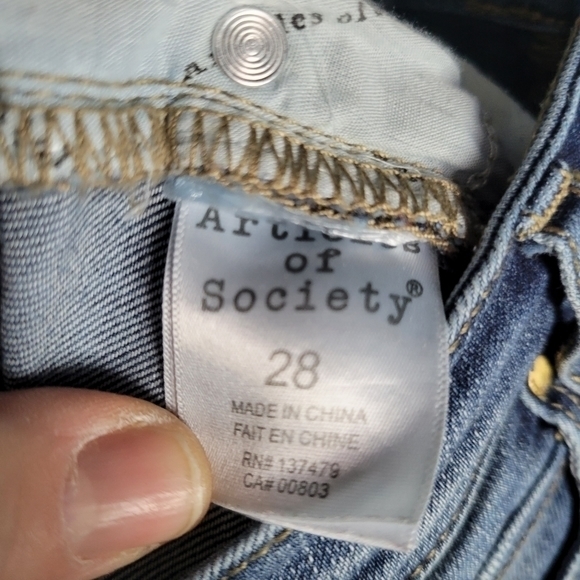 Articles
of
Society®
28
MADE IN CHINA
FAIT EN CHINE
RN# 137479
CA# 00803